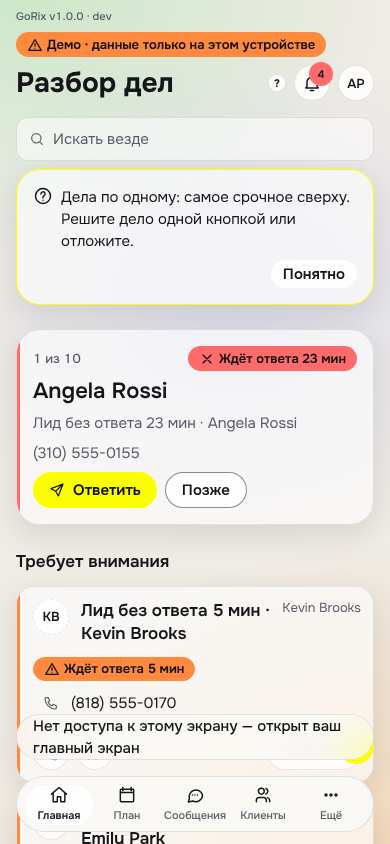 GoRix v1.0.0 · dev
Демо · данные только на этом устройстве
Разбор дел
?
4
AP
Искать везде
Дела по одному: самое срочное сверху.
Решите дело одной кнопкой или
отложите.
Понятно
1 из 10
Ждёт ответа 23 мин
Angela Rossi
Лид без ответа 23 мин · Angela Rossi
(310) 555-0155
Ответить
Позже
Требует внимания
KB
Лид без ответа 5 мин ·
Kevin Brooks
Kevin Brooks
Ждёт ответа 5 мин
(818) 555-0170
Нет доступа к этому экрану — открыт ваш
главный экран
Главная
План
Сообщения
Клиенты
Ещё
Emily Park